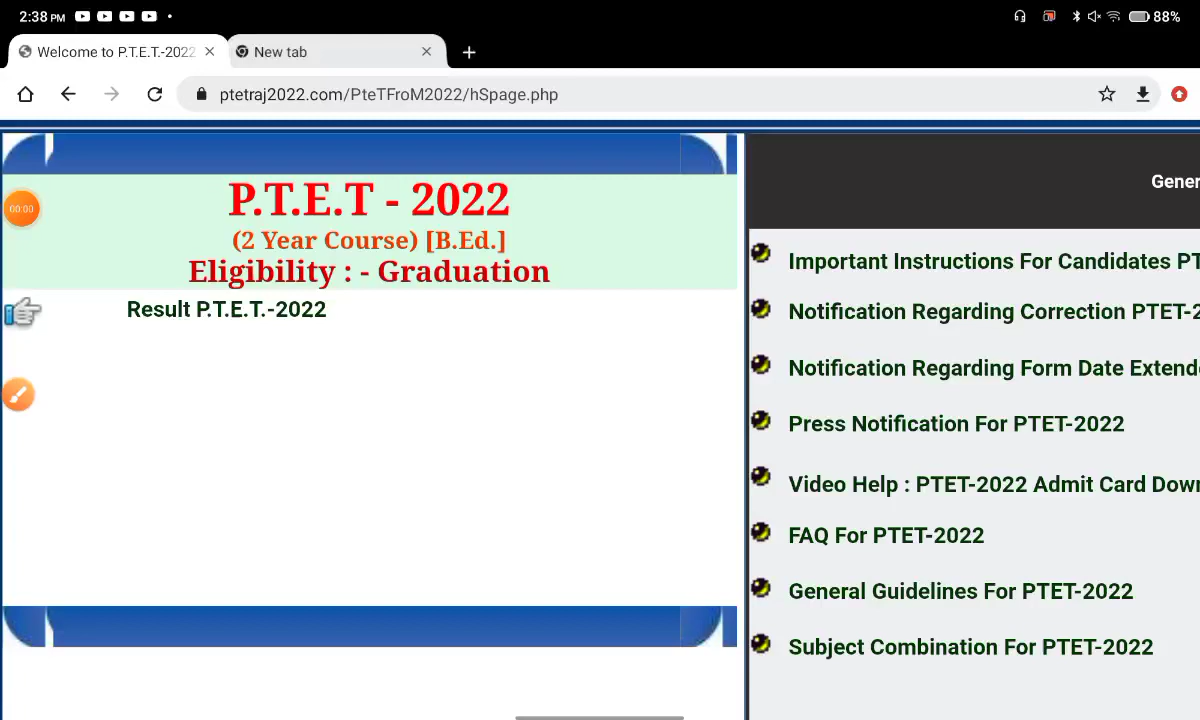 2:38 PM
88%
Welcome to P.T.E.T.-2022
New tab
ptetraj2022.com/PteTFroM2022/hSpage.php
P.T.E.T - 2022
(2 Year Course) [B.Ed.]
Eligibility : - Graduation
00:00
Result P.T.E.T.-2022
Gener
Important Instructions For Candidates PT
Notification Regarding Correction PTET-2
Notification Regarding Form Date Extend
Press Notification For PTET-2022
Video Help : PTET-2022 Admit Card Down
FAQ For PTET-2022
General Guidelines For PTET-2022
Subject Combination For PTET-2022